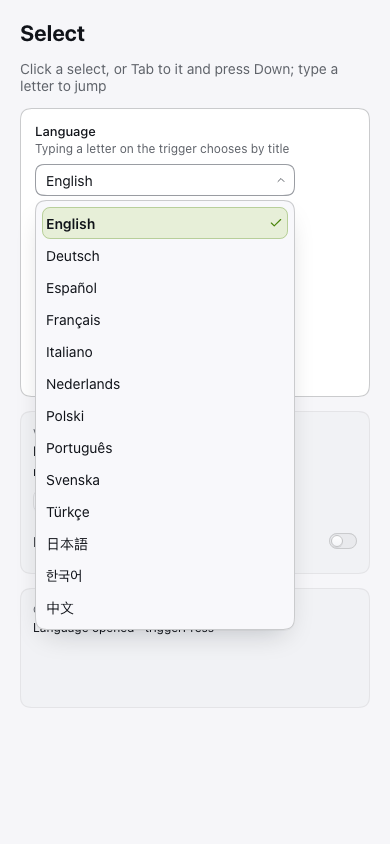 Select
Click a select, or Tab to it and press Down; type a
letter to jump
Language
Typing a letter on the trigger chooses by title
English
English
Deutsch
Español
Français
Italiano
Nederlands
Polski
Português
Svenska
Türkçe
日本語
한국어
中文